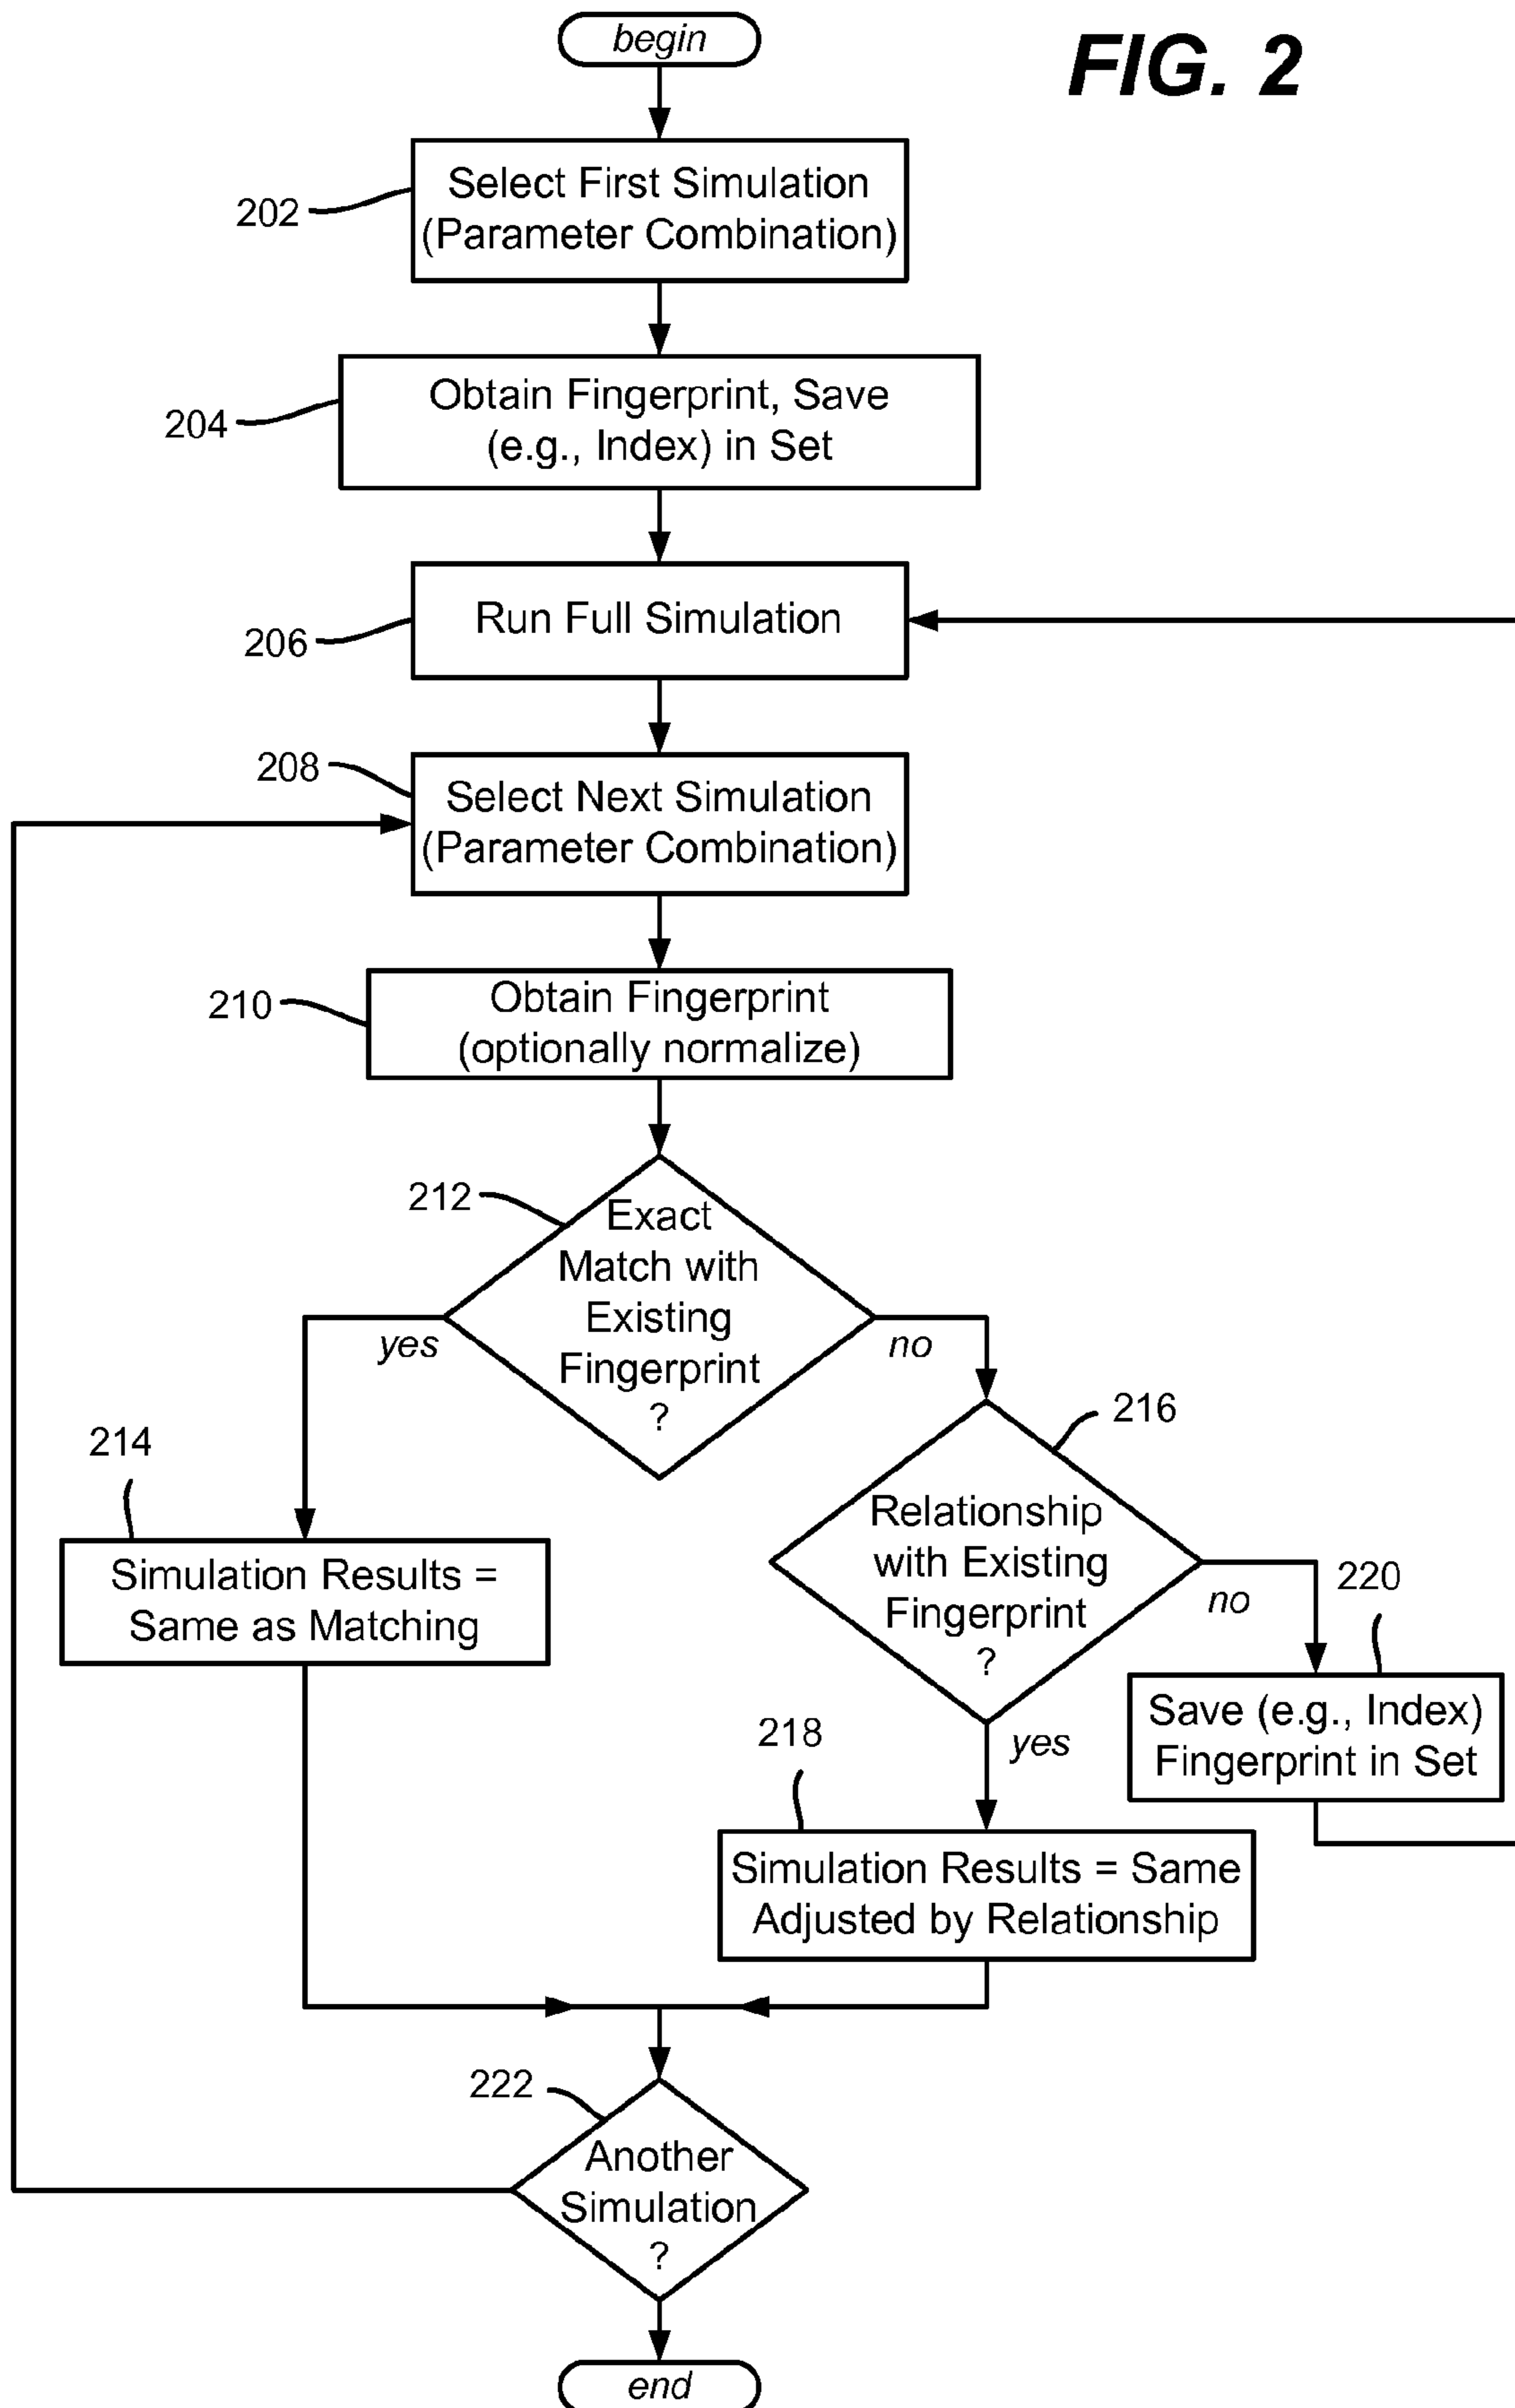 begin
FIG. 2
Select First Simulation
(Parameter Combination)
202
Obtain Fingerprint, Save
(e.g., Index) in Set
204
Run Full Simulation
206
208
Select Next Simulation
(Parameter Combination)
210
Obtain Fingerprint
(optionally normalize)
212
Exact
Match with
Existing
Fingerprint
?
yes
no
214
Simulation Results =
Same as Matching
216
Relationship
with Existing
Fingerprint
?
no
yes
220
Save (e.g., Index)
Fingerprint in Set
218
Simulation Results = Same
Adjusted by Relationship
222
Another
Simulation
?
end